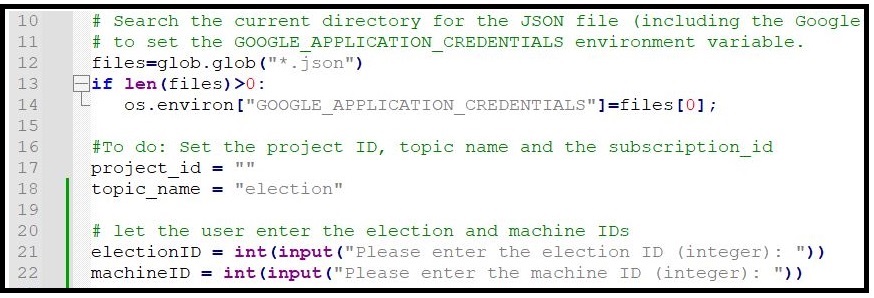 10 # Search the current directory for the JSON file (including the Google
11 # to set the GOOGLE_APPLICATION_CREDENTIALS environment variable.
12 files=glob.glob("*.json")
13 if len(files)>0:
14     os.environ["GOOGLE_APPLICATION_CREDENTIALS"]=files[0];
15
16 #To do: Set the project ID, topic name and the subscription_id
17 project_id = ""
18 topic_name = "election"
19
20 # let the user enter the election and machine IDs
21 electionID = int(input("Please enter the election ID (integer): "))
22 machineID = int(input("Please enter the machine ID (integer): "))